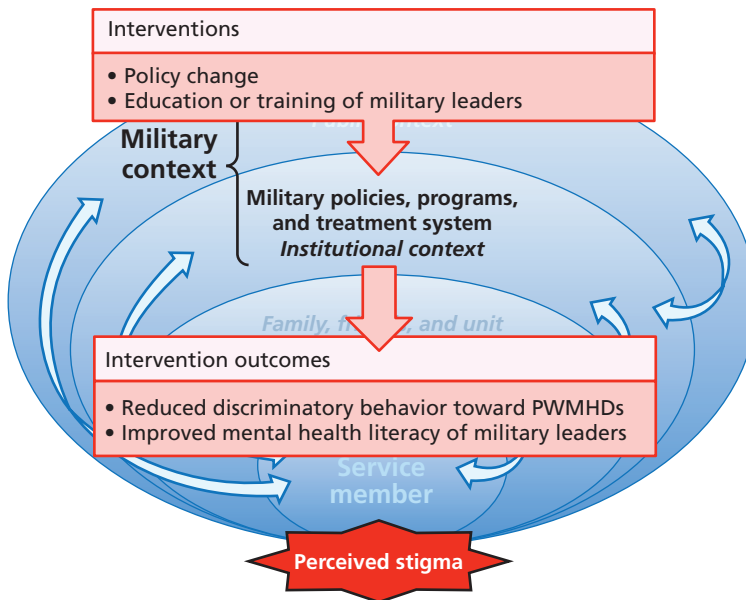 Interventions
• Policy change
• Education or training of military leaders
Military
context
Military policies, programs,
and treatment system
Institutional context
Family, and unit
Intervention outcomes
• Reduced discriminatory behavior toward PWMHDs
• Improved mental health literacy of military leaders
Service
member
Perceived stigma